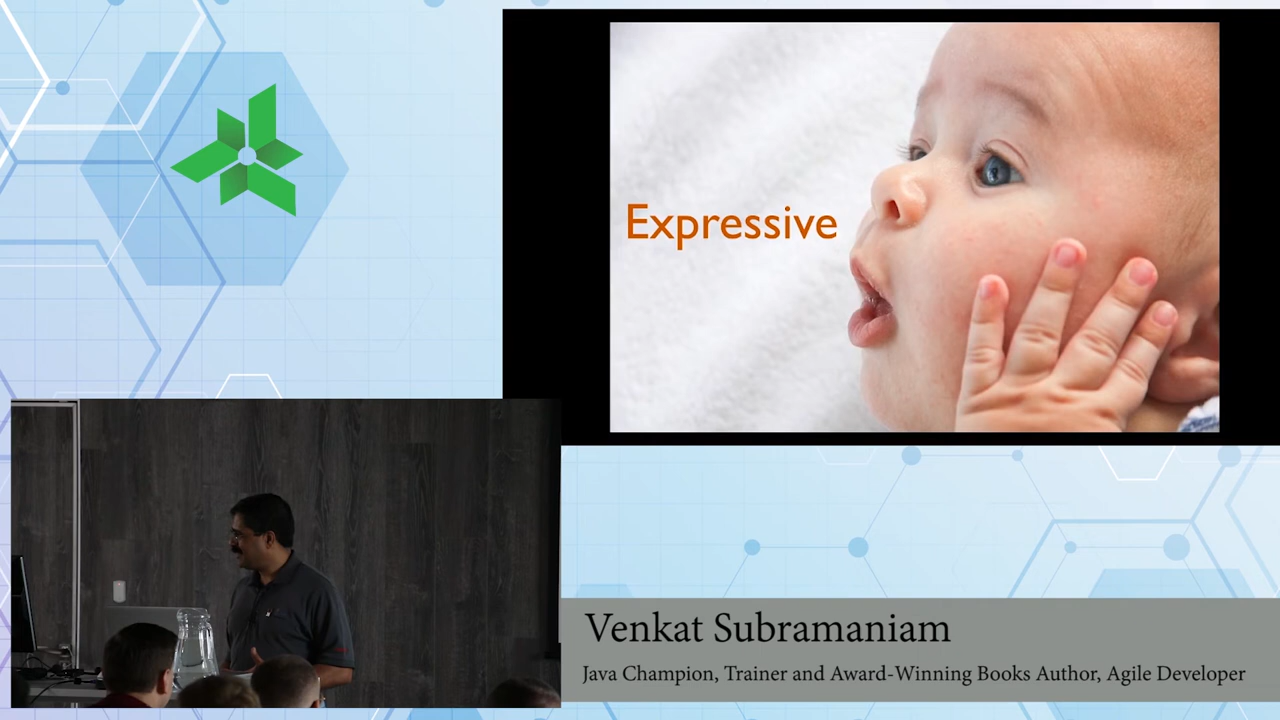 Expressive
Venkat Subramaniam
Java Champion, Trainer and Award-Winning Books Author, Agile Developer